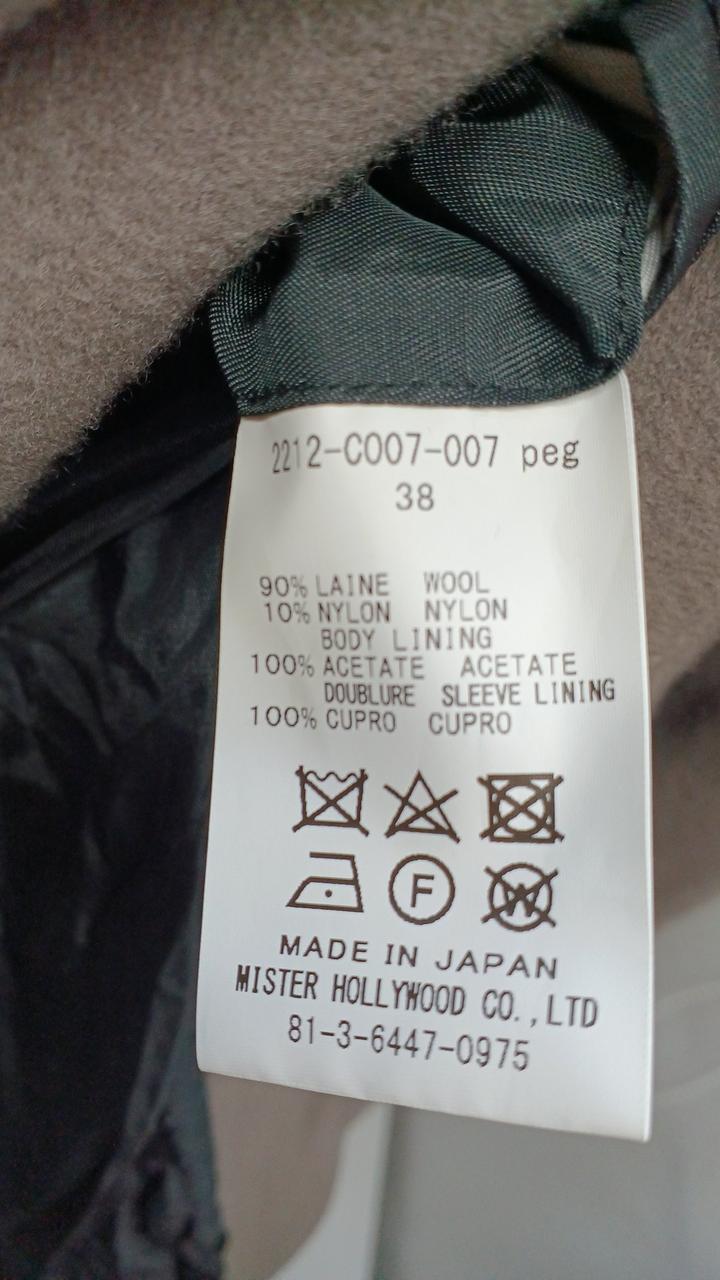 2212-C007-007 peg
38
90% LAINE WOOL
10% NYLON NYLON
BODY LINING
100% ACETATE ACETATE
DOUBLURE SLEEVE LINING
100% CUPRO CUPRO
F W
MADE IN JAPAN
MISTER HOLLYWOOD CO.,LTD
81-3-6447-0975